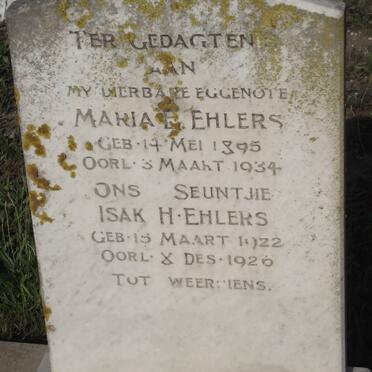 TER GEDAGTENIS
AAN
MY DIERBARE EGGENOTE
MARIA E. EHLERS
GEB. 14 MEI 1895
OORL. 3 MAART 1934
ONS SEUNTJIE
ISAK H. EHLERS
GEB. 15 MAART 1922
OORL. 8 DES. 1926
TOT WEERSIENS.